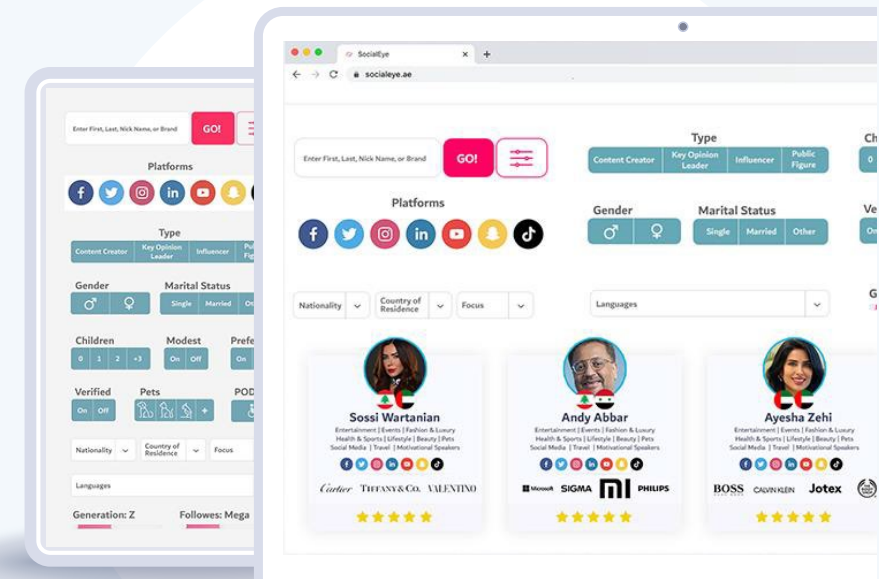 Enter First, Last, Nick Name, or Brand
GO!
Platforms
Type
Content Creator
Key Opinion
Leader
Influencer
Gender
Marital Status
Single
Married
Children
Modest
0 1 2 +3
On Off
On
Verified
Pets
POD
On Off
+
Nationality
Country of
Residence
Focus
Languages
Generation: Z
Followes: Mega
SocialEye
socialeye.ae
Enter First, Last, Nick Name, or Brand
GO!
Type
Content Creator
Key Opinion
Leader
Influencer
Public
Figure
Platforms
Gender
Marital Status
Single
Married
Other
Nationality
Country of
Residence
Focus
Languages
Sossi Wartanian
Entertainment | Events | Fashion & Luxury
Health & Sports | Lifestyle | Beauty | Pets
Social Media | Travel | Motivational Speakers
Cartier TIFFANY & CO. VALENTINO
Andy Abbar
Entertainment | Events | Fashion & Luxury
Health & Sports | Lifestyle | Beauty | Pets
Social Media | Travel | Motivational Speakers
Microsoft SIGMA MI PHILIPS
Ayesha Zehi
Entertainment | Events | Fashion & Luxury
Health & Sports | Lifestyle | Beauty | Pets
Social Media | Travel | Motivational Speakers
BOSS CALVIN KLEIN Jotex